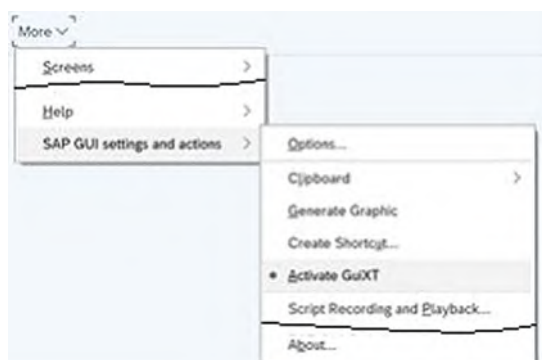 More
Screens
Help
SAP GUI settings and actions
Options...
Clipboard
Generate Graphic
Create Shortcut...
Activate GuiXT
Script Recording and Playback...
About...